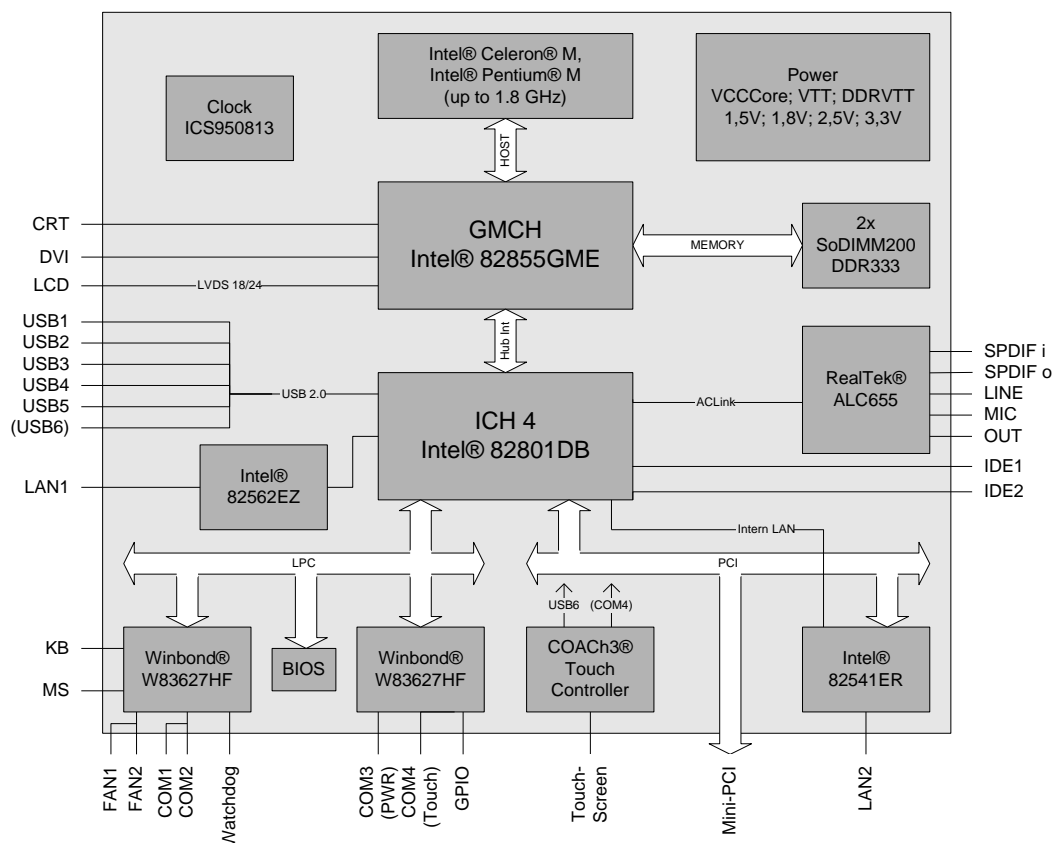 Intel® Celeron® M,
Intel® Pentium® M
(up to 1.8 GHz)
Power
VCCCore; VTT; DDRVTT
1,5V; 1,8V; 2,5V; 3,3V
Clock
ICS950813
HOST
CRT
DVI
LCD
LVDS 18/24
GMCH
Intel® 82855GME
MEMORY
2x
SoDIMM200
DDR333
USB1
USB2
USB3
USB4
USB5
(USB6)
USB 2.0
Hub Int
ICH 4
Intel® 82801DB
ACLink
RealTek®
ALC655
SPDIF i
SPDIF o
LINE
MIC
OUT
IDE1
IDE2
LAN1
Intel®
82562EZ
Intern LAN
LPC
PCI
USB6
(COM4)
KB
MS
Winbond®
W83627HF
BIOS
Winbond®
W83627HF
COACh3®
Touch
Controller
Intel®
82541ER
FAN1
FAN2
COM1
COM2
Watchdog
COM3
(PWR)
COM4
(Touch)
GPIO
Touch-
Screen
Mini-PCI
LAN2